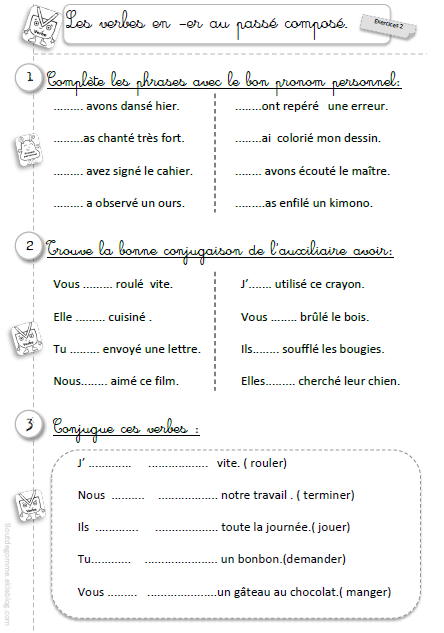 Les verbes en -er au passé composé.
Exercices 2
1 Complète les phrases avec le bon pronom personnel:
......... avons dansé hier. ........ont repéré une erreur.
.........as chanté très fort. ........ai colorié mon dessin.
......... avez signé le cahier. ........ avons écouté le maître.
......... a observé un ours. .........as enfilé un kimono.
2 Trouve la bonne conjugaison de l'auxiliaire avoir:
Vous ......... roulé vite. J'....... utilisé ce crayon.
Elle ......... cuisiné . Vous ........ brûlé le bois.
Tu ......... envoyé une lettre. Ils........ soufflé les bougies.
Nous........ aimé ce film. Elles......... cherché leur chien.
3 Conjugue ces verbes :
J' ............. .................. vite. ( rouler)
Nous .......... .................. notre travail . ( terminer)
Ils ............. ................... toute la journée.( jouer)
Tu............ ...................... un bonbon.(demander)
Vous ......... .....................un gâteau au chocolat.( manger)